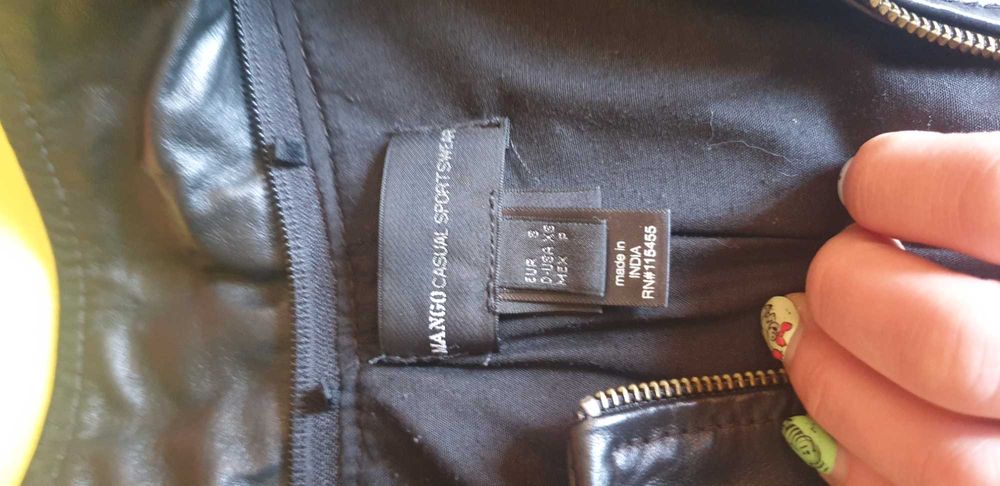 MANGO CASUAL SPORTSWEAR
EUR S
D-USA XS
MEX P
made in
INDIA
RN#115455